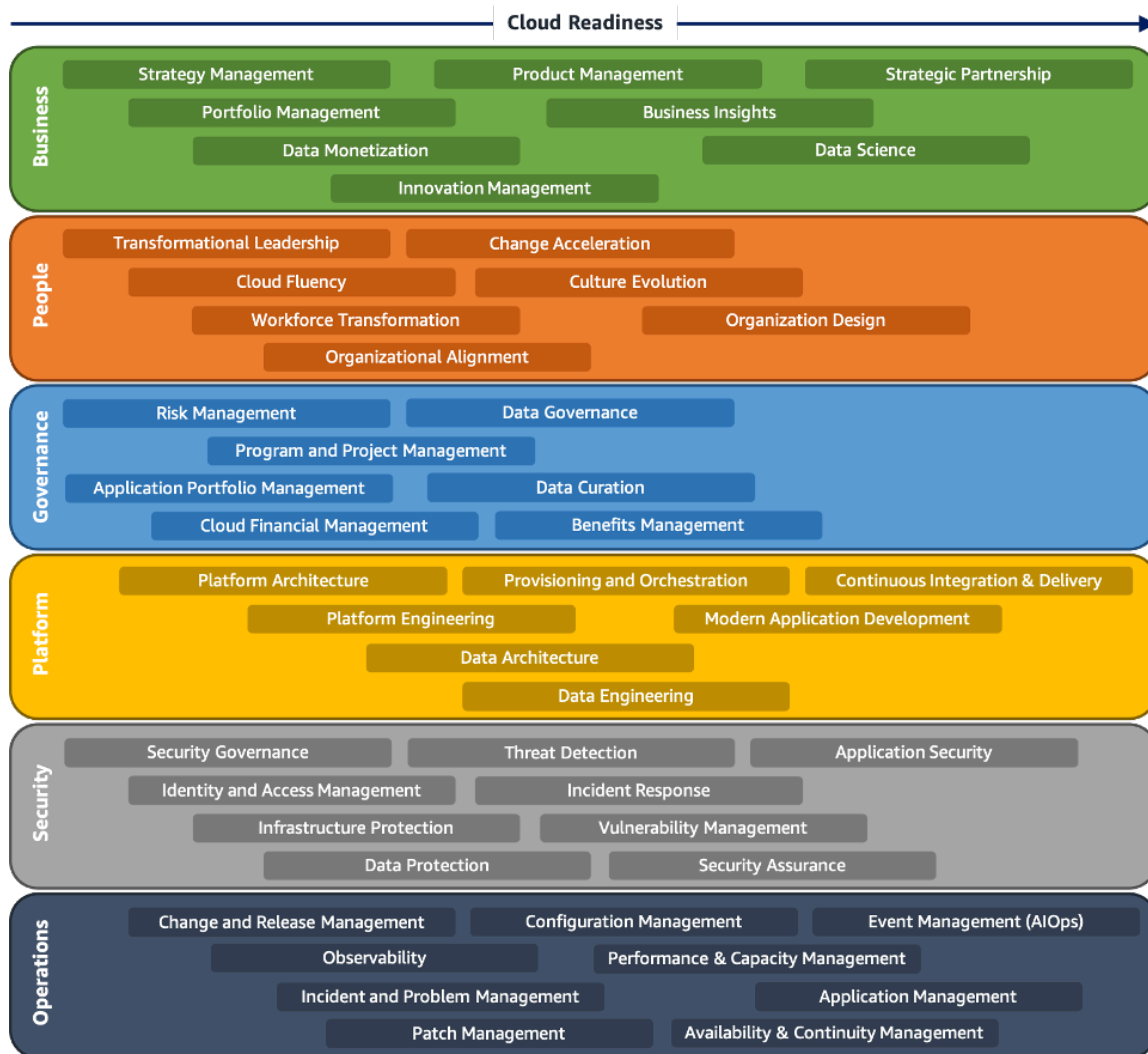 Cloud Readiness
Business
Strategy Management
Product Management
Strategic Partnership
Portfolio Management
Business Insights
Data Monetization
Data Science
Innovation Management
People
Transformational Leadership
Change Acceleration
Cloud Fluency
Culture Evolution
Workforce Transformation
Organization Design
Organizational Alignment
Governance
Risk Management
Data Governance
Program and Project Management
Application Portfolio Management
Data Curation
Cloud Financial Management
Benefits Management
Platform
Platform Architecture
Provisioning and Orchestration
Continuous Integration & Delivery
Platform Engineering
Modern Application Development
Data Architecture
Data Engineering
Security
Security Governance
Threat Detection
Application Security
Identity and Access Management
Incident Response
Infrastructure Protection
Vulnerability Management
Data Protection
Security Assurance
Operations
Change and Release Management
Configuration Management
Event Management (AIOps)
Observability
Performance & Capacity Management
Incident and Problem Management
Application Management
Patch Management
Availability & Continuity Management